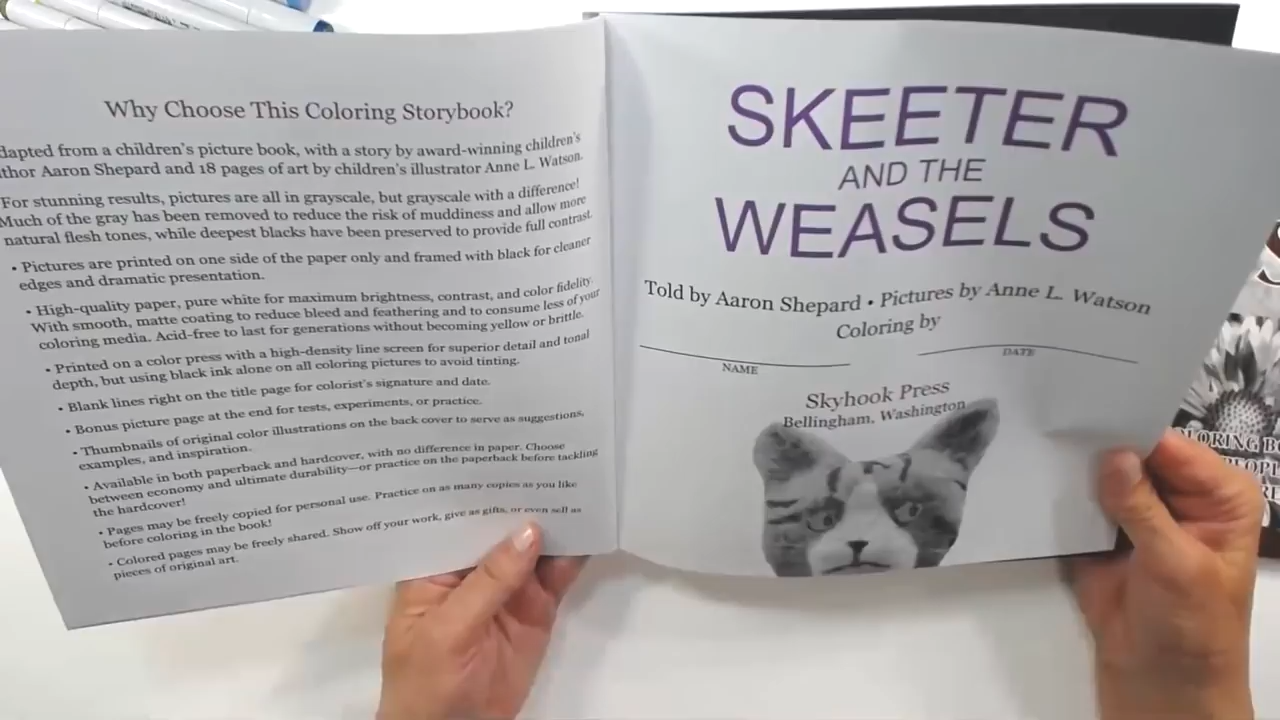 Why Choose This Coloring Storybook?
dapted from a children's picture book, with a story by award-winning children's
thor Aaron Shepard and 18 pages of art by children's illustrator Anne L. Watson.
For stunning results, pictures are all in grayscale, but grayscale with a difference!
Much of the gray has been removed to reduce the risk of muddiness and allow more
natural flesh tones, while deepest blacks have been preserved to provide full contrast.
• Pictures are printed on one side of the paper only and framed with black for cleaner
edges and dramatic presentation.
• High-quality paper, pure white for maximum brightness, contrast, and color fidelity.
With smooth, matte coating to reduce bleed and feathering and to consume less of your
coloring media. Acid-free to last for generations without becoming yellow or brittle.
• Printed on a color press with a high-density line screen for superior detail and tonal
depth, but using black ink alone on all coloring pictures to avoid tinting.
• Blank lines right on the title page for colorist's signature and date.
• Bonus picture page at the end for tests, experiments, or practice.
• Thumbnails of original color illustrations on the back cover to serve as suggestions,
examples, and inspiration.
• Available in both paperback and hardcover, with no difference in paper. Choose
between economy and ultimate durability—or practice on the paperback before tackling
the hardcover!
• Pages may be freely copied for personal use. Practice on as many copies as you like
before coloring in the book!
• Colored pages may be freely shared. Show off your work, give as gifts, or even sell as
pieces of original art.
SKEETER
AND THE
WEASELS
Told by Aaron Shepard • Pictures by Anne L. Watson
Coloring by
NAME
DATE
Skyhook Press
Bellingham, Washington